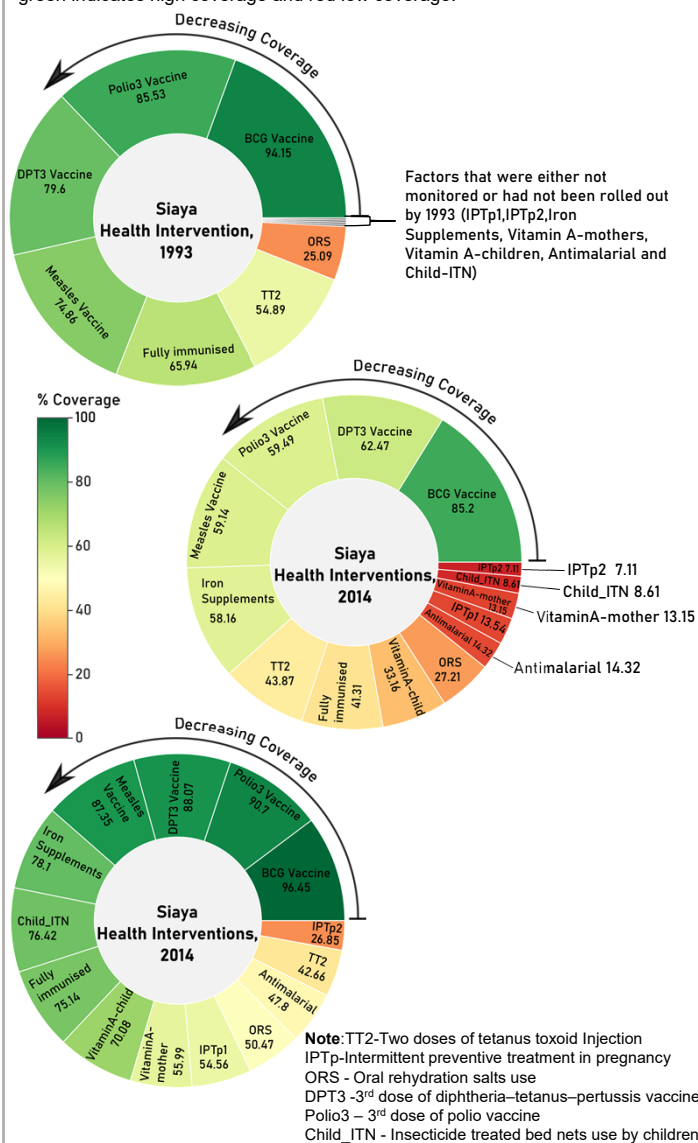 green indicates high coverage and red low coverage.
Decreasing Coverage
Polio3 Vaccine
85.53
BCG Vaccine
94.15
DPT3 Vaccine
79.6
Siaya
Health Intervention,
1993
Factors that were either not
monitored or had not been rolled out
by 1993 (IPTp1,IPTp2,Iron
Supplements, Vitamin A-mothers,
Vitamin A-children, Antimalarial and
Child-ITN)
ORS
25.09
Measles Vaccine
74.86
TT2
54.89
Fully immunised
65.94
Decreasing Coverage
% Coverage
100
80
60
40
20
0
Polio3 Vaccine
59.49
DPT3 Vaccine
62.47
BCG Vaccine
85.2
Measles Vaccine
59.14
Siaya
Health Interventions,
2014
Iron
Supplements
58.16
IPTp2 7.11
IPTp2 7.11
Child_ITN 8.61
Child_ITN 8.61
VitaminA-mother
13.15
VitaminA-mother 13.15
IPTp1 13.54
Antimalarial 14.32
Antimalarial 14.32
TT2
43.87
Fully
immunised
41.31
VitaminA-child
33.16
ORS
27.21
Decreasing Coverage
Measles
Vaccine
87.35
DPT3 Vaccine
88.07
Polio3 Vaccine
90.7
BCG Vaccine
96.45
Iron
Supplements
78.1
Child_ITN
76.42
Siaya
Health Interventions,
2014
IPTp2
26.85
TT2
42.66
Fully
immunised
75.14
Antimalarial
47.8
VitaminA-child
70.08
VitaminA-
mother
55.99
IPTp1
54.56
ORS
50.47
Note:TT2-Two doses of tetanus toxoid Injection
IPTp-Intermittent preventive treatment in pregnancy
ORS - Oral rehydration salts use
DPT3 -3rd dose of diphtheria–tetanus–pertussis vaccine
Polio3 – 3rd dose of polio vaccine
Child_ITN - Insecticide treated bed nets use by children